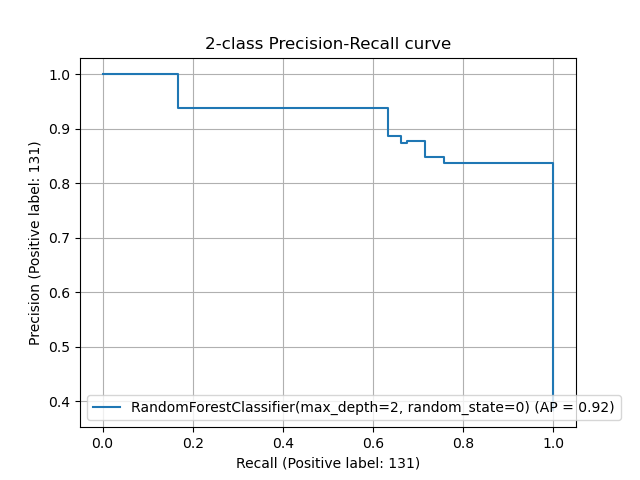 2-class Precision-Recall curve
1.0
0.9
0.8
0.7
0.6
0.5
0.4
Precision (Positive label: 131)
RandomForestClassifier(max_depth=2, random_state=0) (AP = 0.92)
0.0 0.2 0.4 0.6 0.8 1.0
Recall (Positive label: 131)